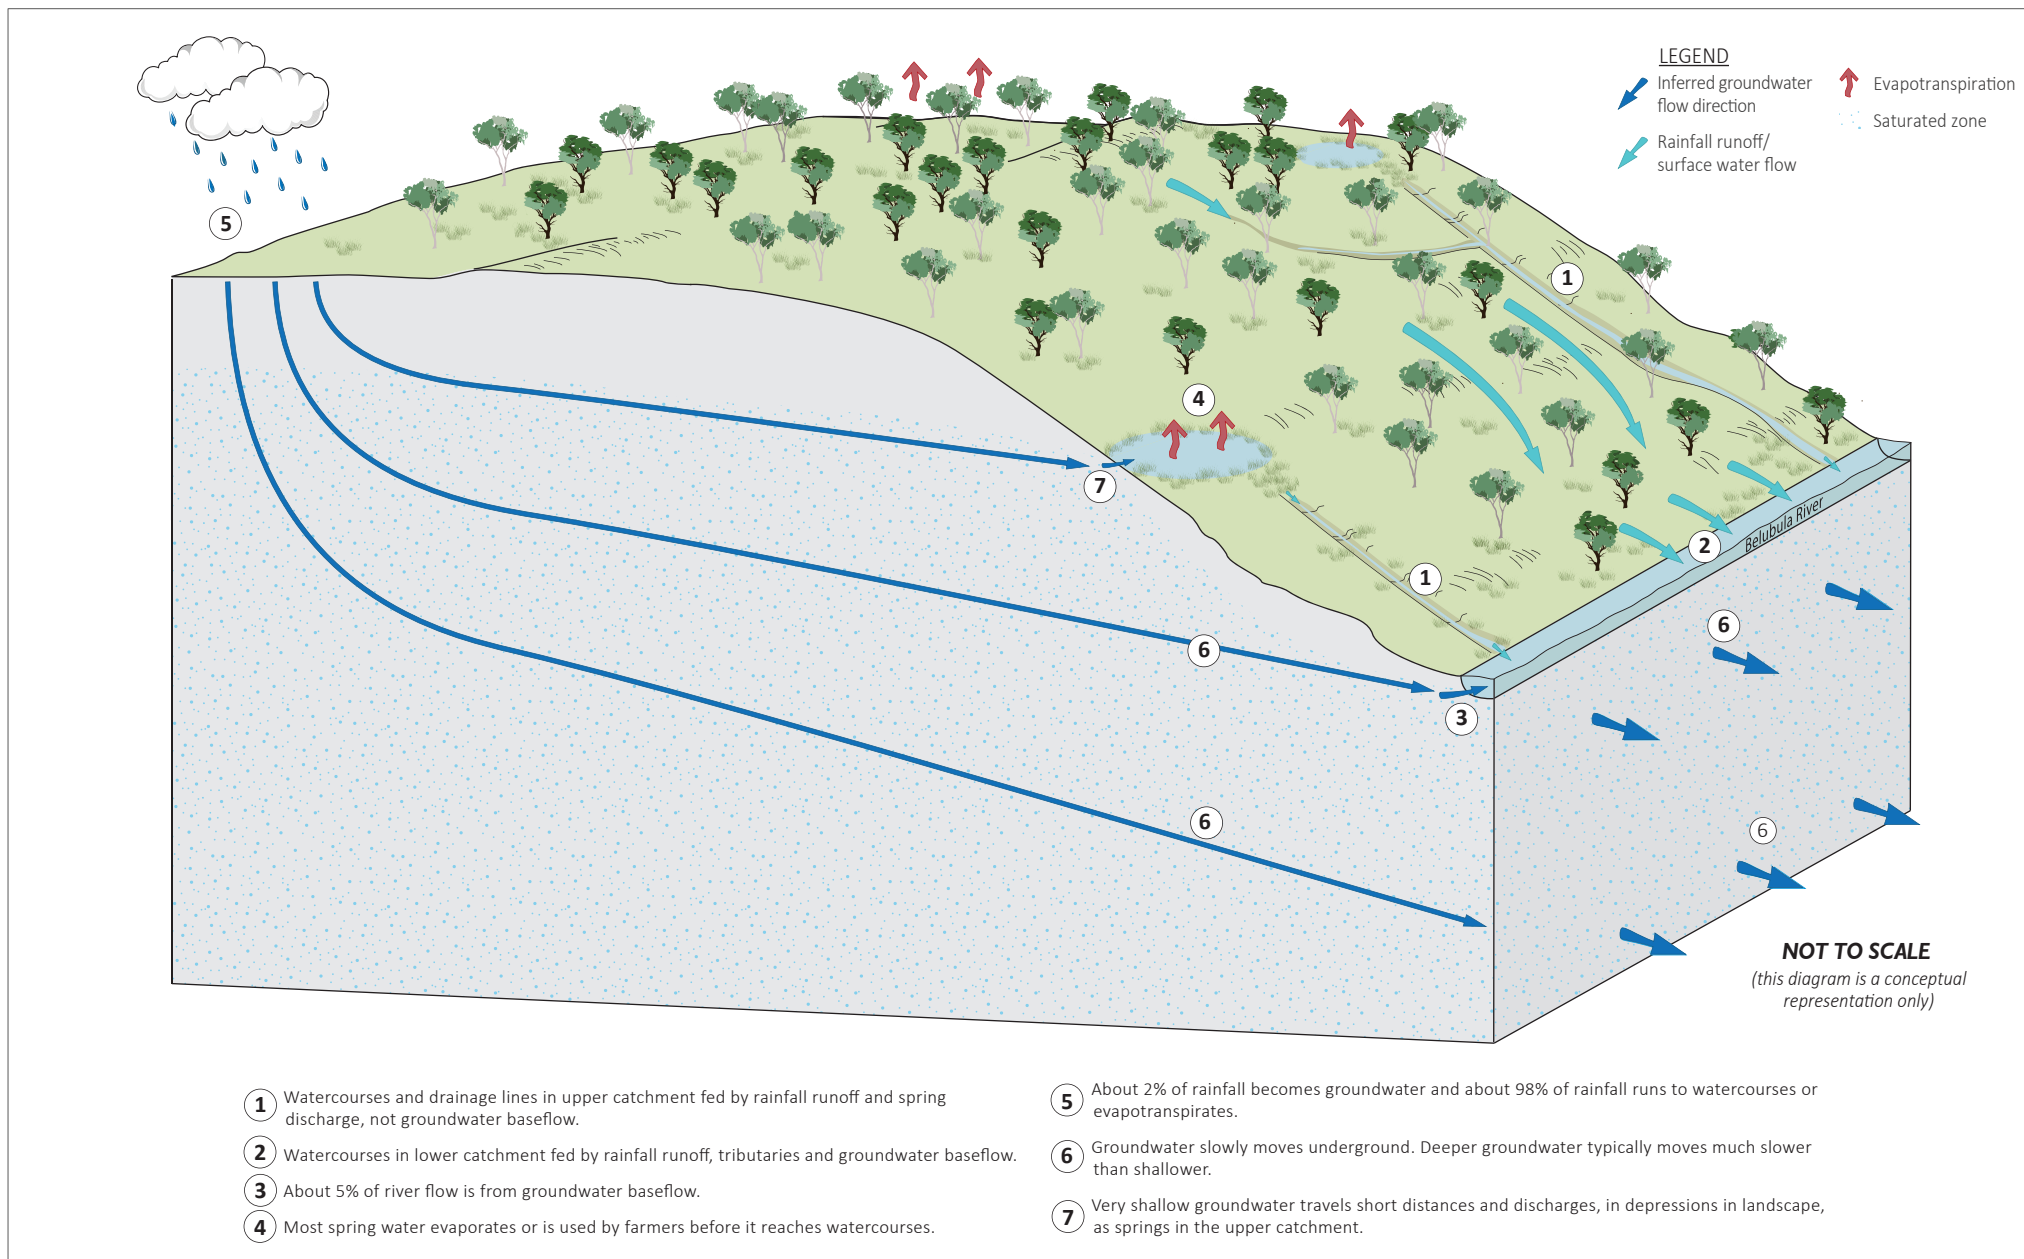 LEGEND
Inferred groundwater
flow direction
Rainfall runoff/
surface water flow
Evapotranspiration
Saturated zone
5
1
4
7
2
Belubula River
1
6
6
3
6
6
NOT TO SCALE
(this diagram is a conceptual
representation only)
1 Watercourses and drainage lines in upper catchment fed by rainfall runoff and spring
discharge, not groundwater baseflow.
2 Watercourses in lower catchment fed by rainfall runoff, tributaries and groundwater baseflow.
3 About 5% of river flow is from groundwater baseflow.
4 Most spring water evaporates or is used by farmers before it reaches watercourses.
5 About 2% of rainfall becomes groundwater and about 98% of rainfall runs to watercourses or
evapotranspirates.
6 Groundwater slowly moves underground. Deeper groundwater typically moves much slower
than shallower.
7 Very shallow groundwater travels short distances and discharges, in depressions in landscape,
as springs in the upper catchment.